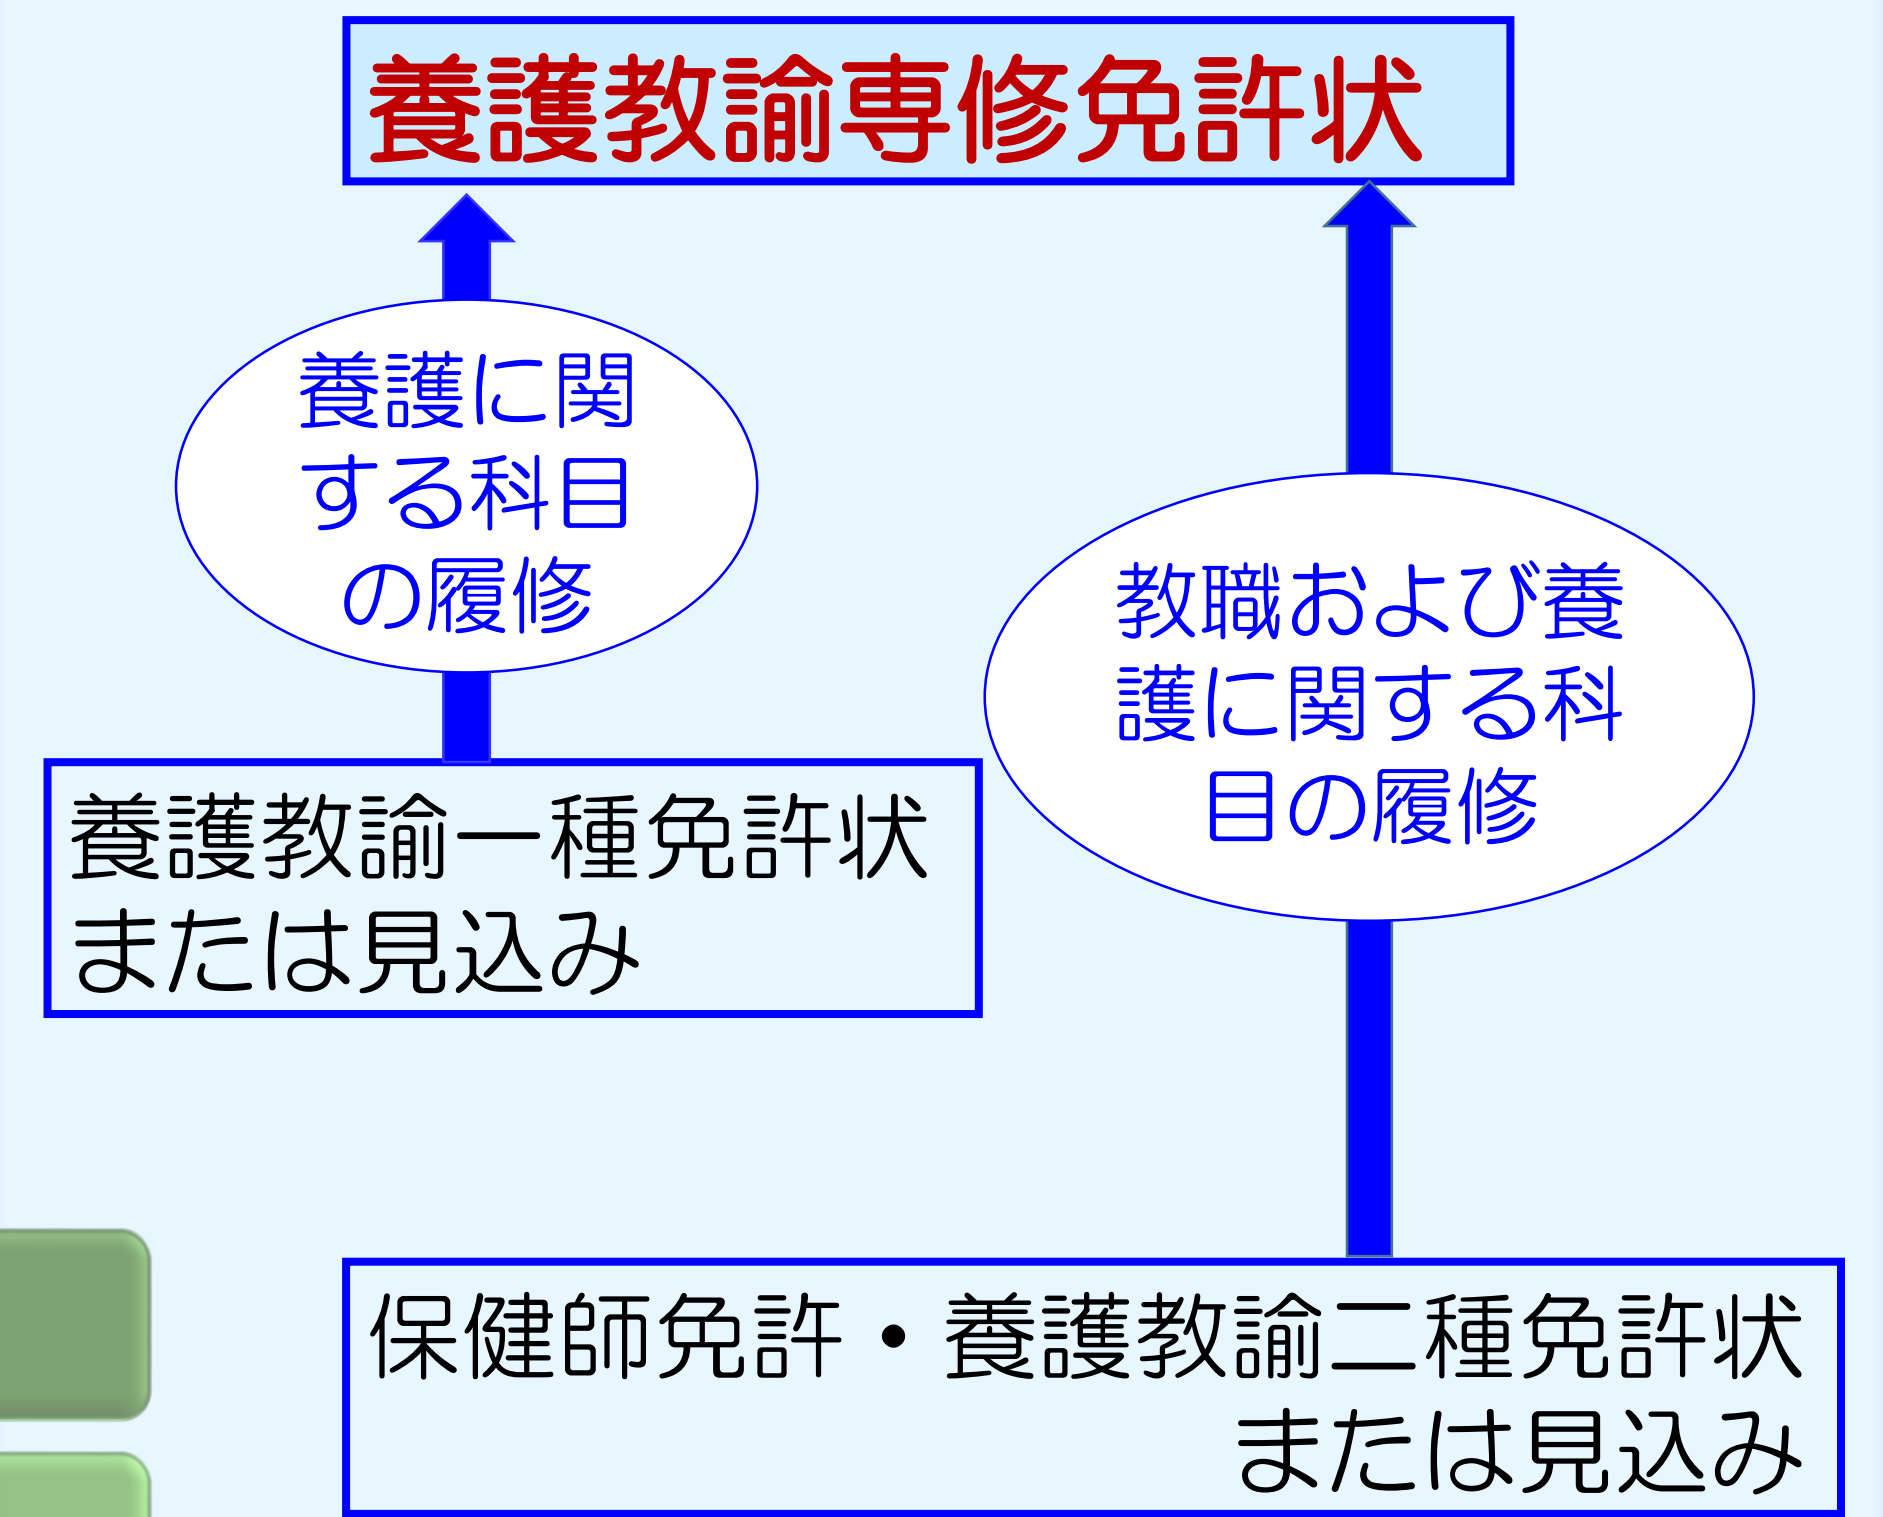 養護教諭専修免許状
養護に関
する科目
の履修
教職および養
護に関する科
目の履修
養護教諭一種免許状
または見込み
保健師免許・養護教諭二種免許状
または見込み